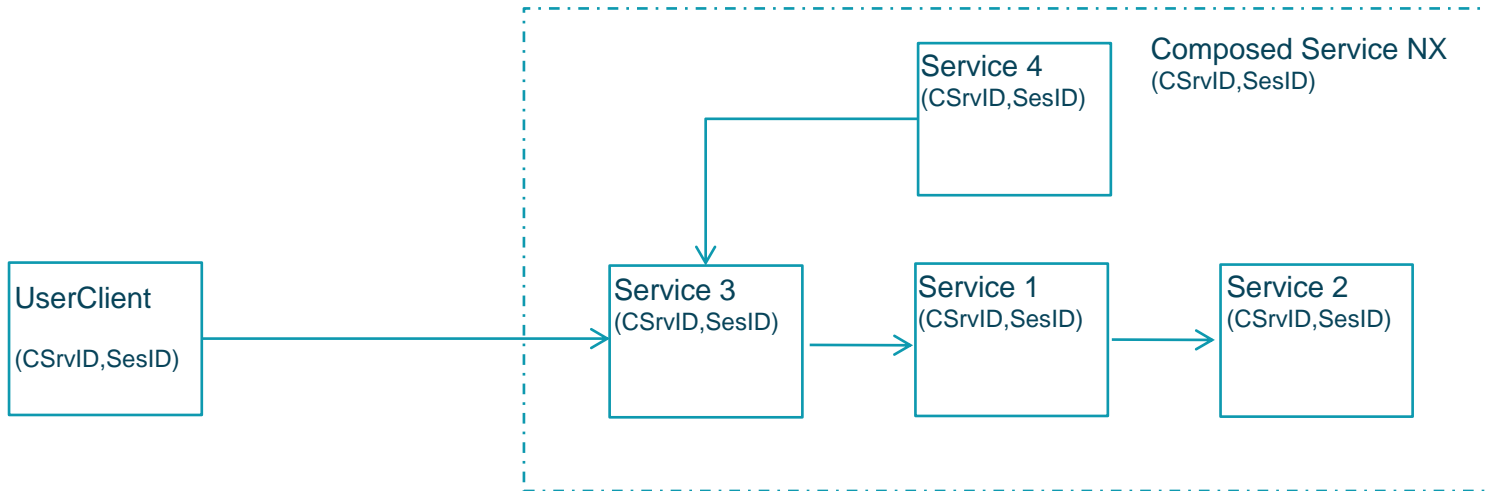 Service 4
(CSrvID,SesID)
Composed Service NX
(CSrvID,SesID)
UserClient
(CSrvID,SesID)
Service 3
(CSrvID,SesID)
Service 1
(CSrvID,SesID)
Service 2
(CSrvID,SesID)